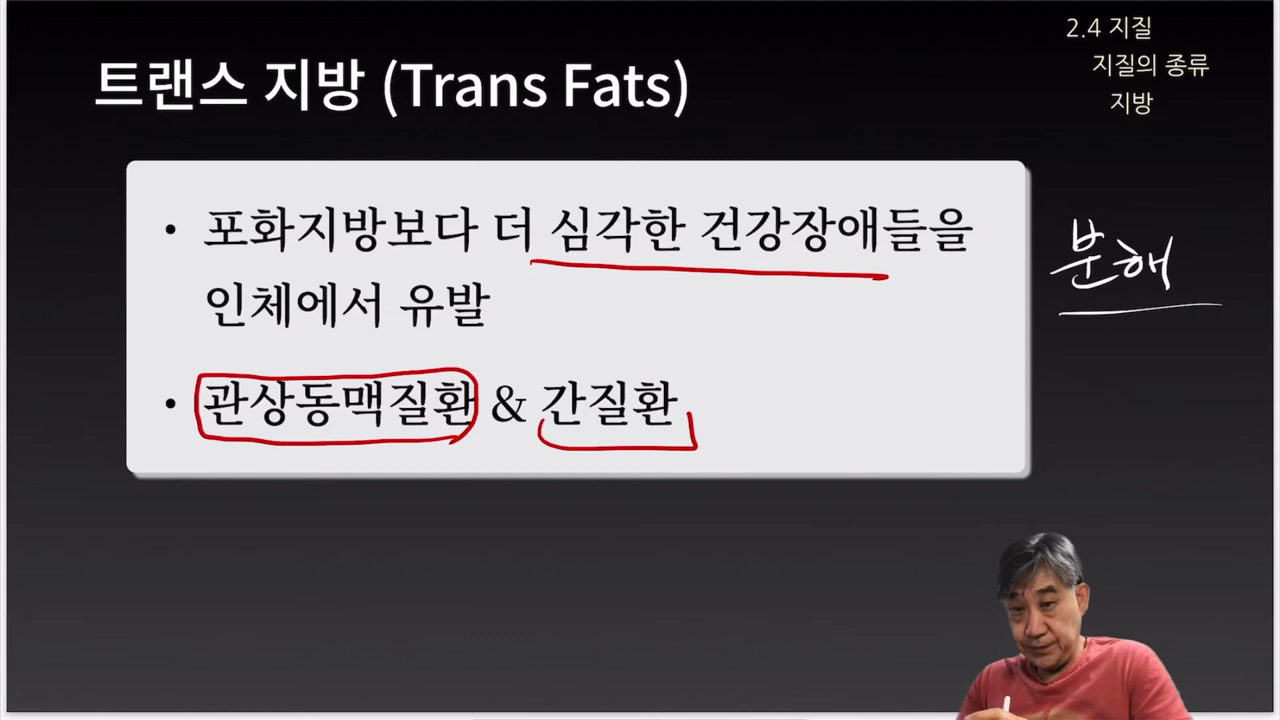 2.4 지질
지질의 종류
지방
트랜스 지방 (Trans Fats)
• 포화지방보다 더 심각한 건강장애들을
인체에서 유발
• 관상동맥질환 & 간질환
분해